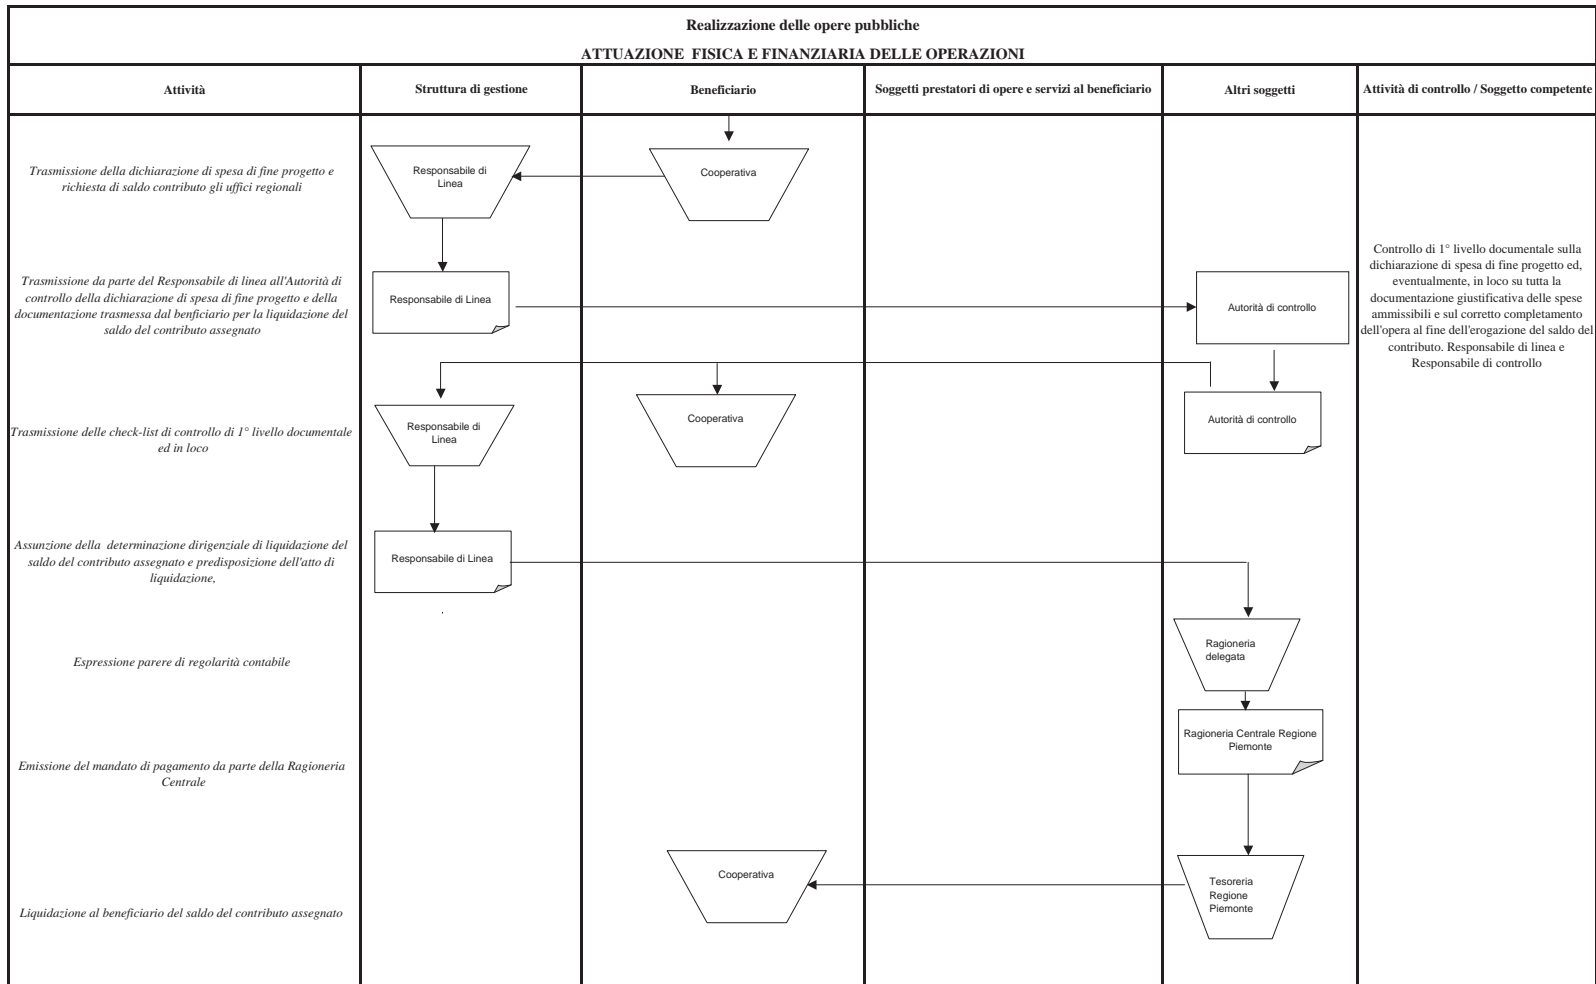 Realizzazione delle opere pubbliche
ATTUAZIONE FISICA E FINANZIARIA DELLE OPERAZIONI
Attività
Struttura di gestione
Beneficiario
Soggetti prestatori di opere e servizi al beneficiario
Altri soggetti
Attività di controllo / Soggetto competente
Trasmissione della dichiarazione di spesa di fine progetto e
richiesta di saldo contributo gli uffici regionali
Responsabile di
Linea
Cooperativa
Trasmissione da parte del Responsabile di linea all'Autorità di
controllo della dichiarazione di spesa di fine progetto e della
documentazione trasmessa dal benficiario per la liquidazione del
saldo del contributo assegnato
Responsabile di Linea
Autorità di controllo
Controllo di 1° livello documentale sulla
dichiarazione di spesa di fine progetto ed,
eventualmente, in loco su tutta la
documentazione giustificativa delle spese
ammissibili e sul corretto completamento
dell'opera al fine dell'erogazione del saldo del
contributo. Responsabile di linea e
Responsabile di controllo
Trasmissione delle check-list di controllo di 1° livello documentale
ed in loco
Responsabile di
Linea
Cooperativa
Autorità di controllo
Assunzione della determinazione dirigenziale di liquidazione del
saldo del contributo assegnato e predisposizione dell'atto di
liquidazione,
Responsabile di Linea
.
Espressione parere di regolarità contabile
Ragioneria
delegata
Emissione del mandato di pagamento da parte della Ragioneria
Centrale
Ragioneria Centrale Regione
Piemonte
Liquidazione al beneficiario del saldo del contributo assegnato
Cooperativa
Tesoreria
Regione
Piemonte